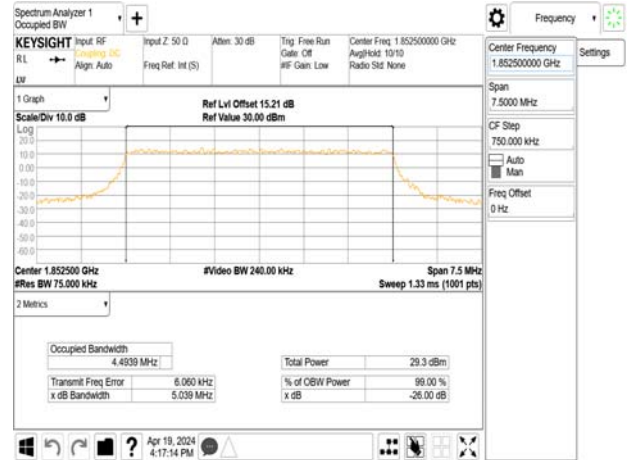 Spectrum Analyzer 1
Occupied BW
+
Frequency
KEYSIGHT Input: RF Input Z: 50 Ω Atten: 30 dB Trig: Free Run Center Freq: 1.852500000 GHz
RL Coupling: DC Gate: Off Avg|Hold: 10/10
Align: Auto Freq Ref: Int (S) #IF Gain: Low Radio Std: None
Center Frequency
1.852500000 GHz
Settings
Span
7.5000 MHz
CF Step
750.000 kHz
Auto
Man
Freq Offset
0 Hz
1 Graph
Ref Lvl Offset 15.21 dB
Scale/Div 10.0 dB Ref Value 30.00 dBm
Log
20.0
10.0
0.00
-10.0
-20.0
-30.0
-40.0
-50.0
-60.0
Center 1.852500 GHz #Video BW 240.00 kHz Span 7.5 MHz
#Res BW 75.000 kHz Sweep 1.33 ms (1001 pts)
2 Metrics
Occupied Bandwidth
4.4939 MHz Total Power 29.3 dBm
Transmit Freq Error 6.060 kHz % of OBW Power 99.00 %
x dB Bandwidth 5.039 MHz x dB -26.00 dB
? Apr 19, 2024
4:17:14 PM